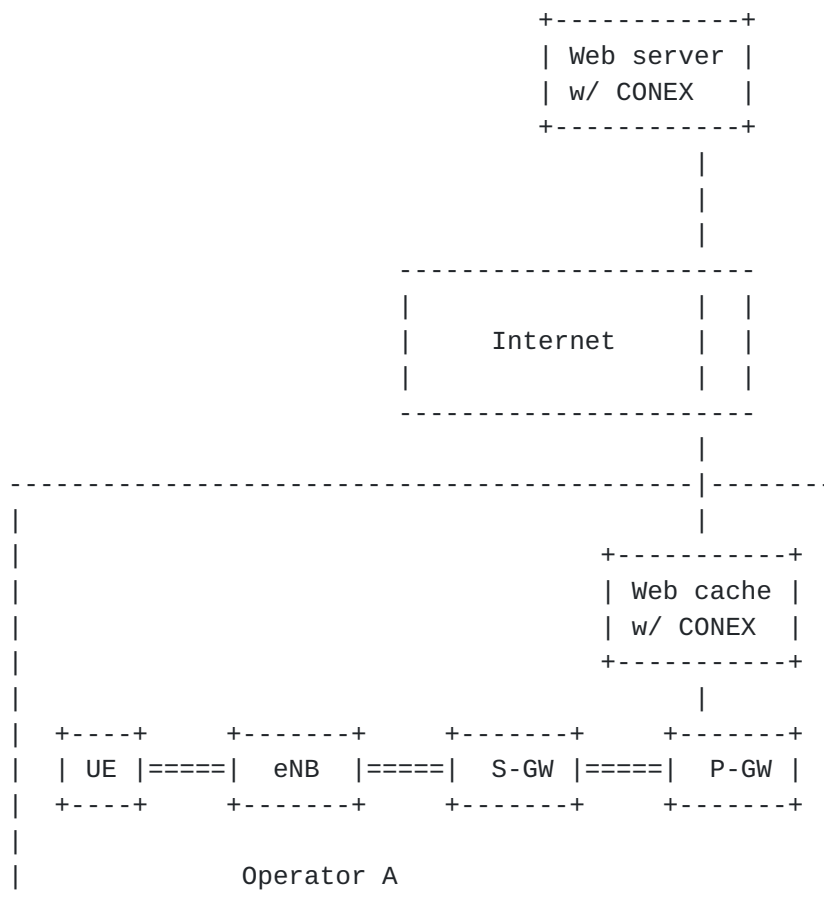 Web server
w/ CONEX
Internet
Web cache
w/ CONEX
UE eNB S-GW P-GW
Operator A